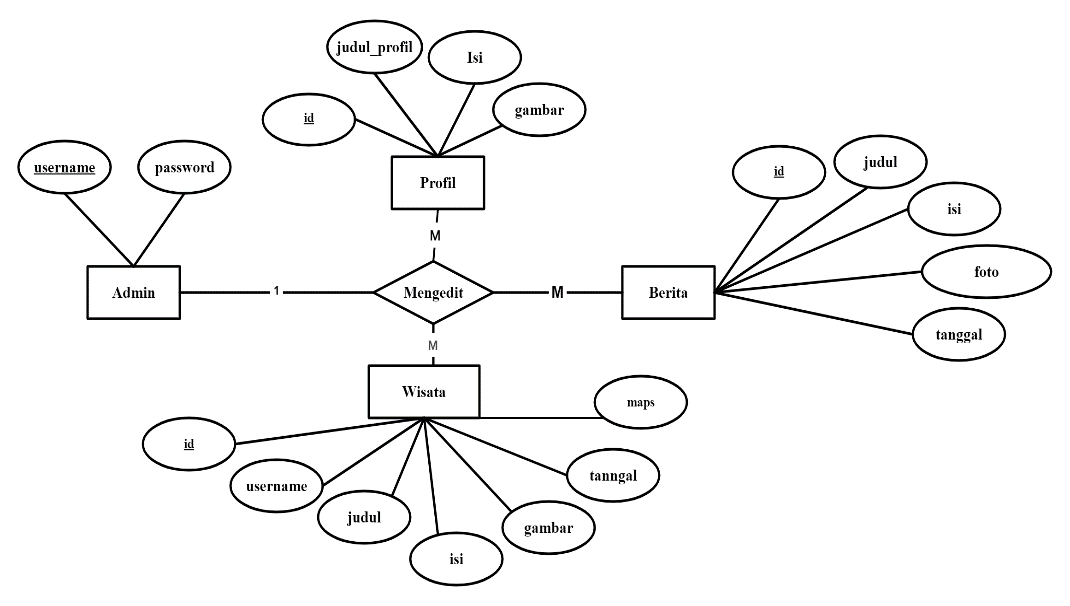 judul_profil
Isi
id
gambar
username
password
Profil
id
judul
isi
foto
tanggal
M
Admin
1
Mengedit
M
Berita
M
Wisata
maps
id
username
judul
isi
gambar
tanngal